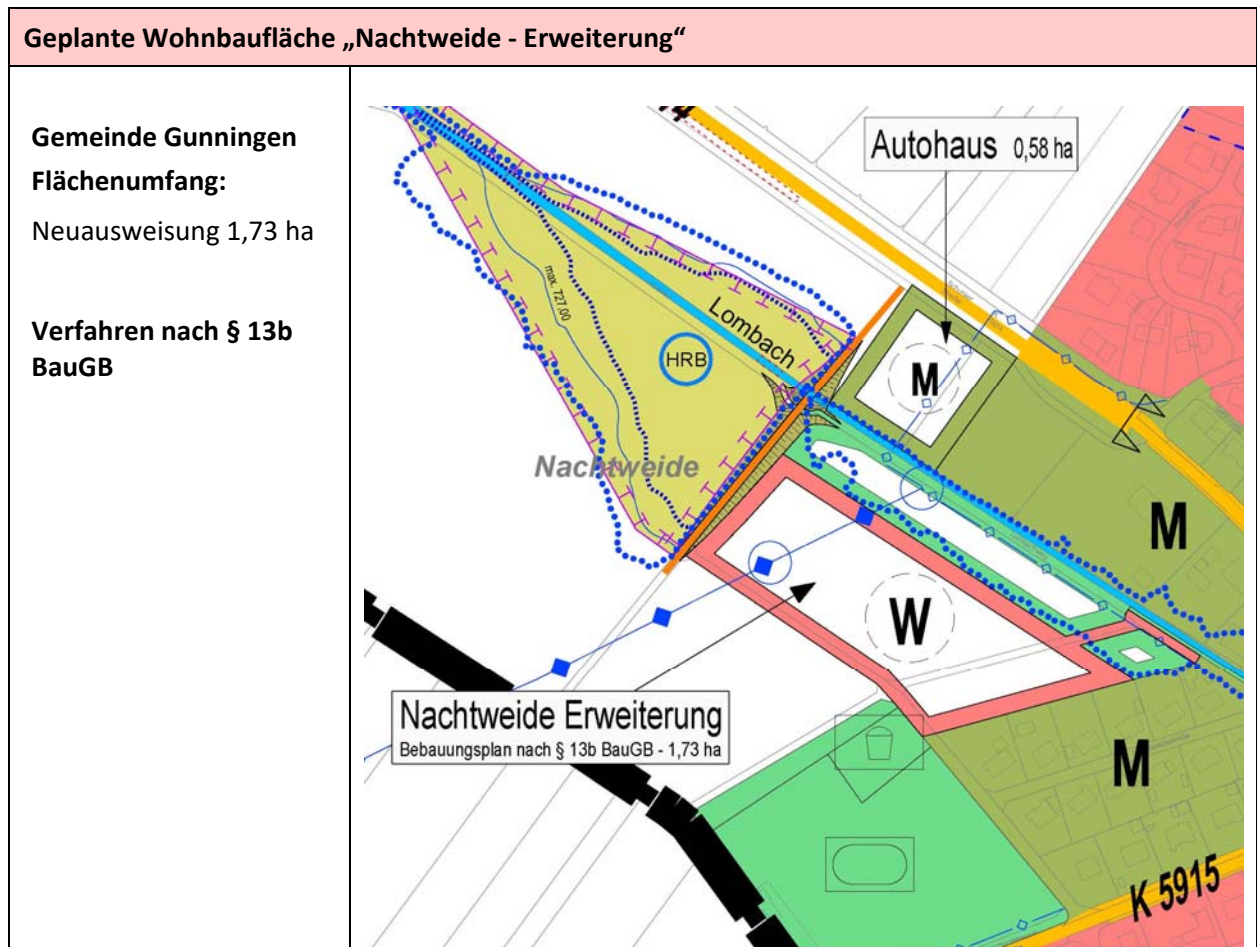 Geplante Wohnbaufläche „Nachtweide - Erweiterung“
Gemeinde Gunningen
Flächenumfang:
Neuausweisung 1,73 ha
Verfahren nach § 13b
BauGB
Autohaus 0,58 ha
max. 727,00
Lombach
HRB
M
Nachtweide
M
W
Nachtweide Erweiterung
Bebauungsplan nach § 13b BauGB - 1,73 ha
M
K 5915